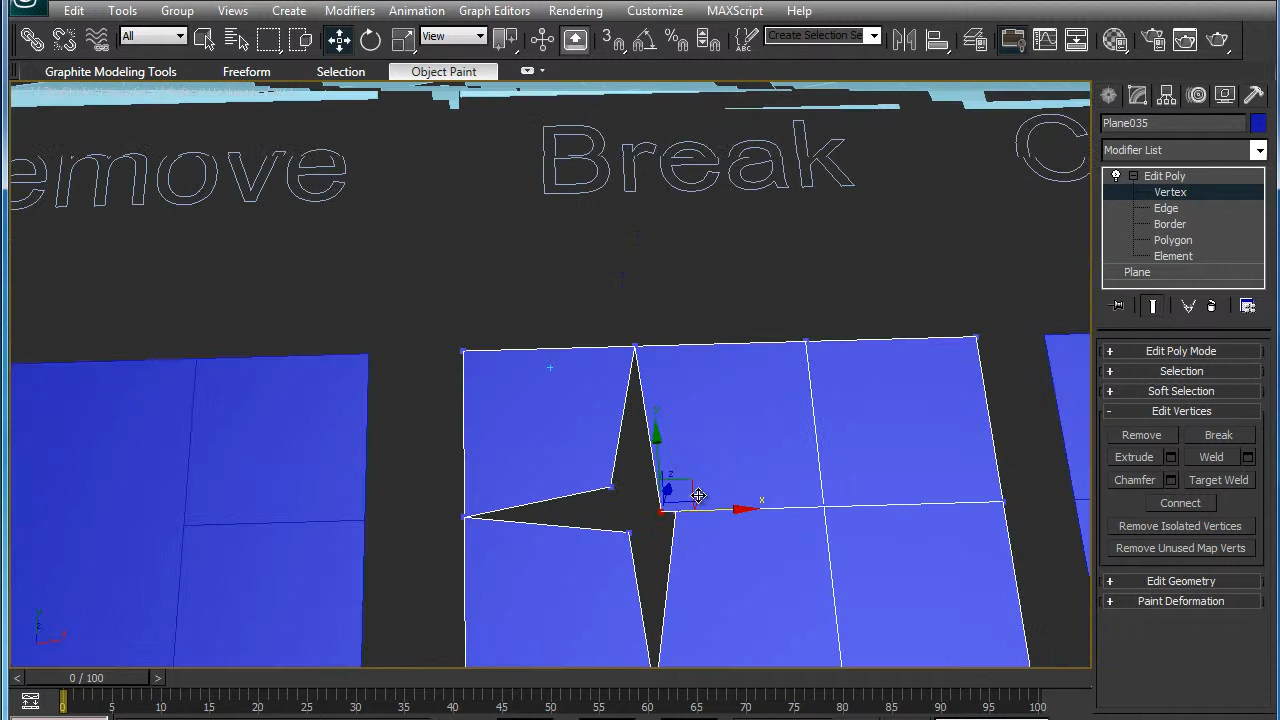 Edit Tools Group Views Create Modifiers Animation Graph Editors Rendering Customize MAXScript Help
All View 3 Create Selection Se
Graphite Modeling Tools Freeform Selection Object Paint
emove Break C
Plane035
Modifier List
Edit Poly
Vertex
Edge
Border
Polygon
Element
Plane
+ Edit Poly Mode
+ Selection
+ Soft Selection
- Edit Vertices
Remove Break
Extrude Weld
Chamfer Target Weld
Connect
Remove Isolated Vertices
Remove Unused Map Verts
+ Edit Geometry
+ Paint Deformation
y
z
x
z
< 0 / 100 >
0 5 10 15 20 25 30 35 40 45 50 55 60 65 70 75 80 85 90 95 100